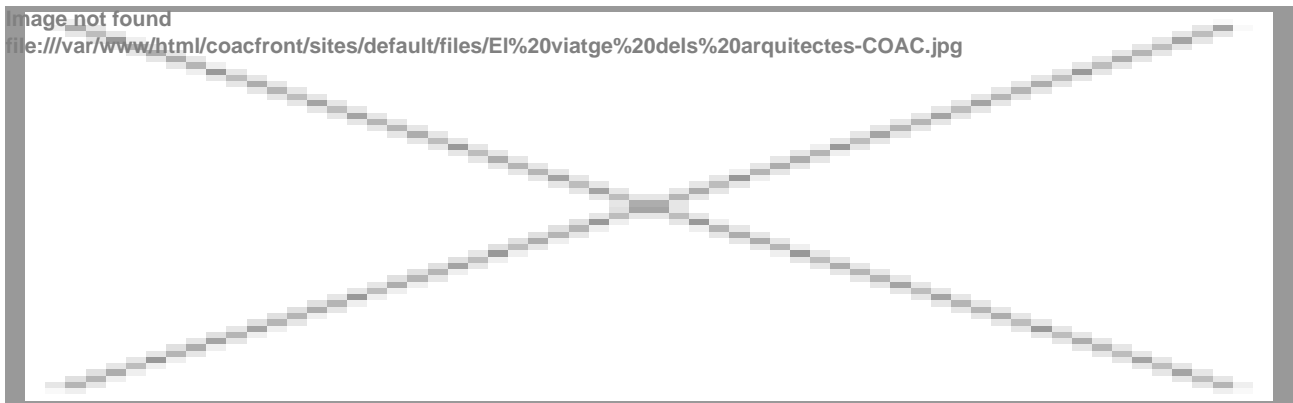 Image not found
file:///var/www/html/coacfront/sites/default/files/El%20viatge%20dels%20arquitectes-COAC.jpg